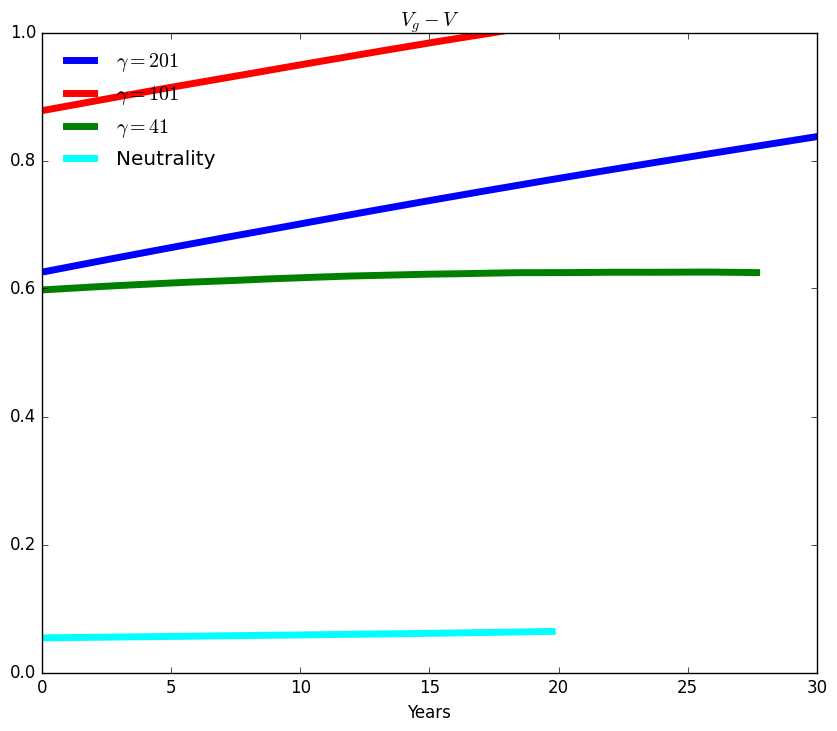 V_g − V
1.0
γ = 201
γ = 101
γ = 41
Neutrality
0.8
0.6
0.4
0.2
0.0
0 5 10 15 20 25 30
Years